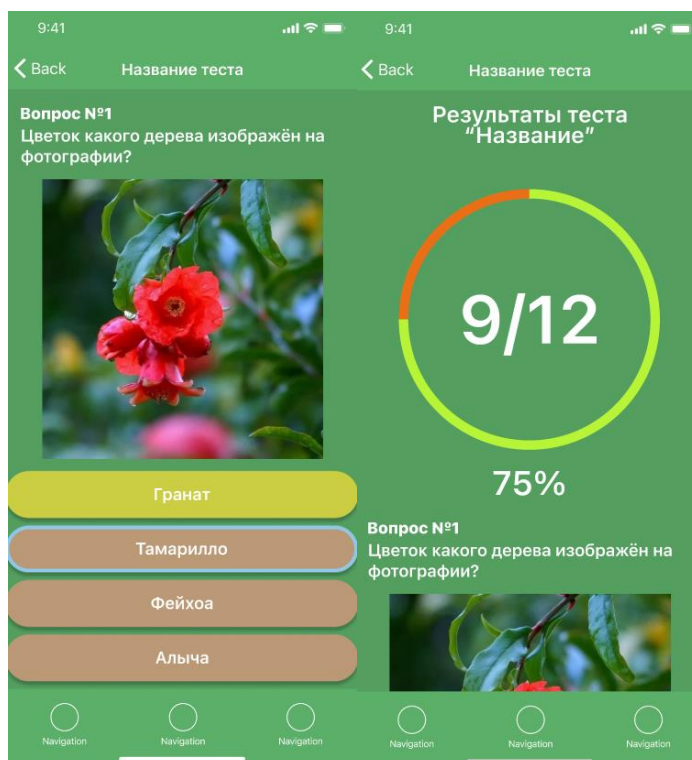 9:41
Back
Название теста
Вопрос №1
Цветок какого дерева изображён на
фотографии?
Гранат
Тамарилло
Фейхоа
Алыча
Navigation
Navigation
Navigation
9:41
Back
Название теста
Результаты теста
“Название”
9/12
75%
Вопрос №1
Цветок какого дерева изображён на
фотографии?
Navigation
Navigation
Navigation